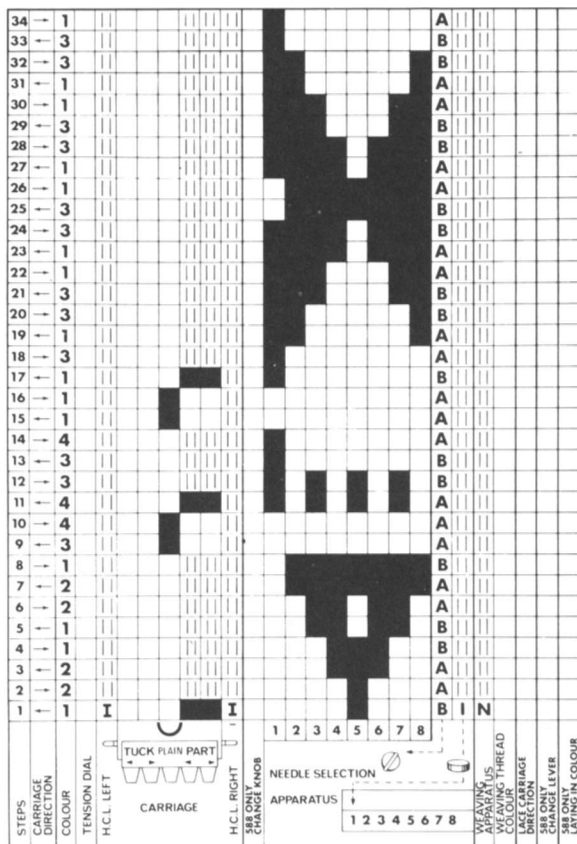 34 → 1 A
33 ← 3 B
32 → 3 B
31 ← 1 A
30 → 1 A
29 ← 3 B
28 → 3 B
27 ← 1 A
26 → 1 A
25 ← 3 B
24 → 3 B
23 ← 1 A
22 → 1 A
21 ← 3 B
20 → 3 B
19 ← 1 A
18 → 3 A
17 ← 1 B
16 → 1 A
15 ← 1 A
14 → 4 A
13 ← 3 B
12 → 3 B
11 ← 4 A
10 → 4 A
9 ← 3 A
8 → 1 B
7 ← 2 A
6 → 2 A
5 ← 1 B
4 → 1 B
3 ← 2 A
2 → 2 A
1 ← 1 I I B I N
1 2 3 4 5 6 7 8
STEPS
CARRIAGE
DIRECTION
COLOUR
TENSION DIAL
H.C.L. LEFT
TUCK PLAIN PART
CARRIAGE
H.C.L. RIGHT
588 ONLY
CHANGE KNOB
NEEDLE SELECTION
APPARATUS
1
1 2 3 4 5 6 7 8
WEAVING
APPARATUS
WEAVING THREAD
COLOUR
LACE CARRIAGE
DIRECTION
588 ONLY
CHANGE LEVER
588 ONLY
LAYING IN COLOUR